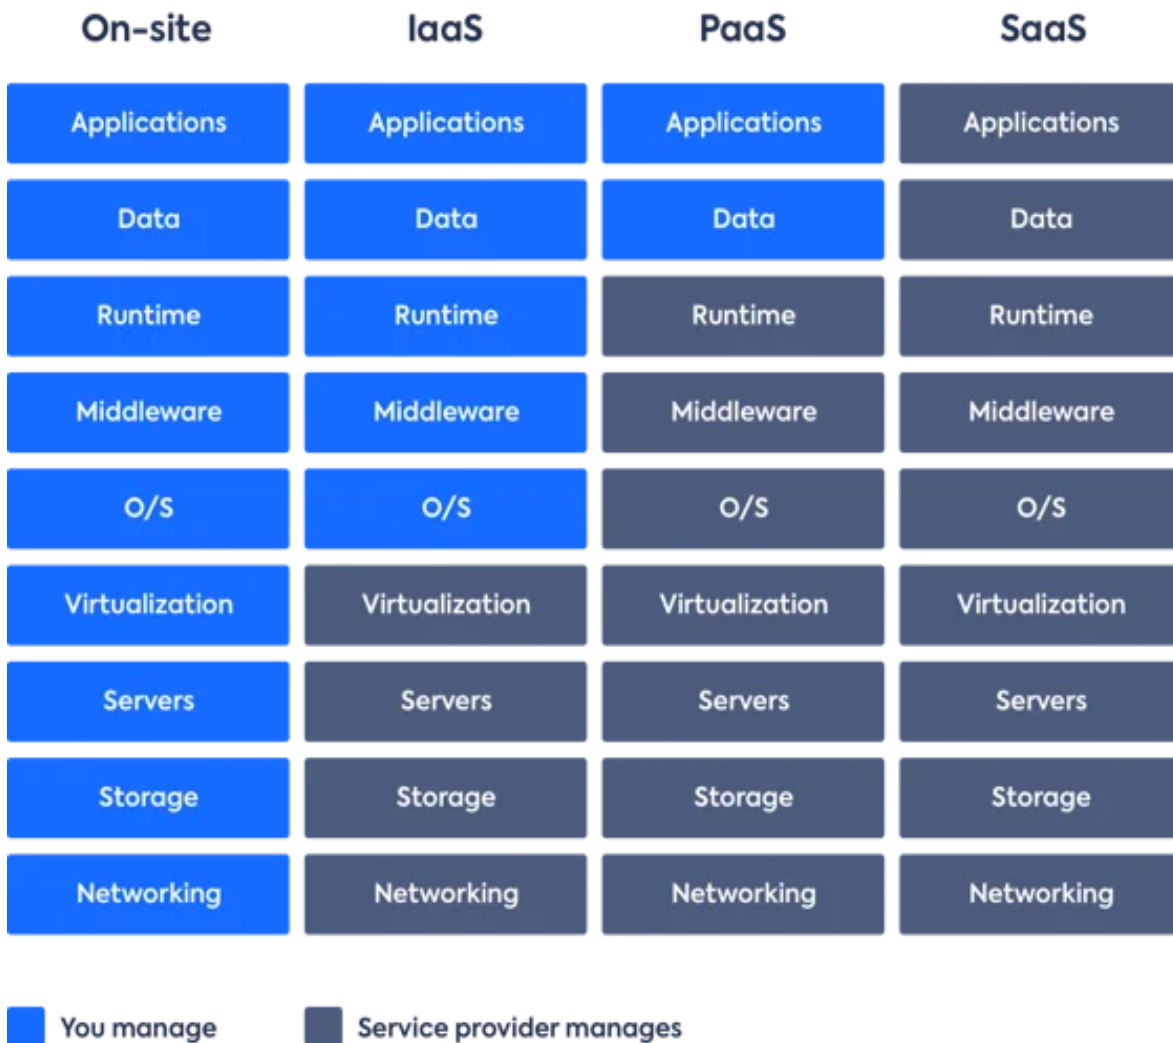 On-site IaaS PaaS SaaS
Applications Applications Applications Applications
Data Data Data Data
Runtime Runtime Runtime Runtime
Middleware Middleware Middleware Middleware
O/S O/S O/S O/S
Virtualization Virtualization Virtualization Virtualization
Servers Servers Servers Servers
Storage Storage Storage Storage
Networking Networking Networking Networking
You manage Service provider manages